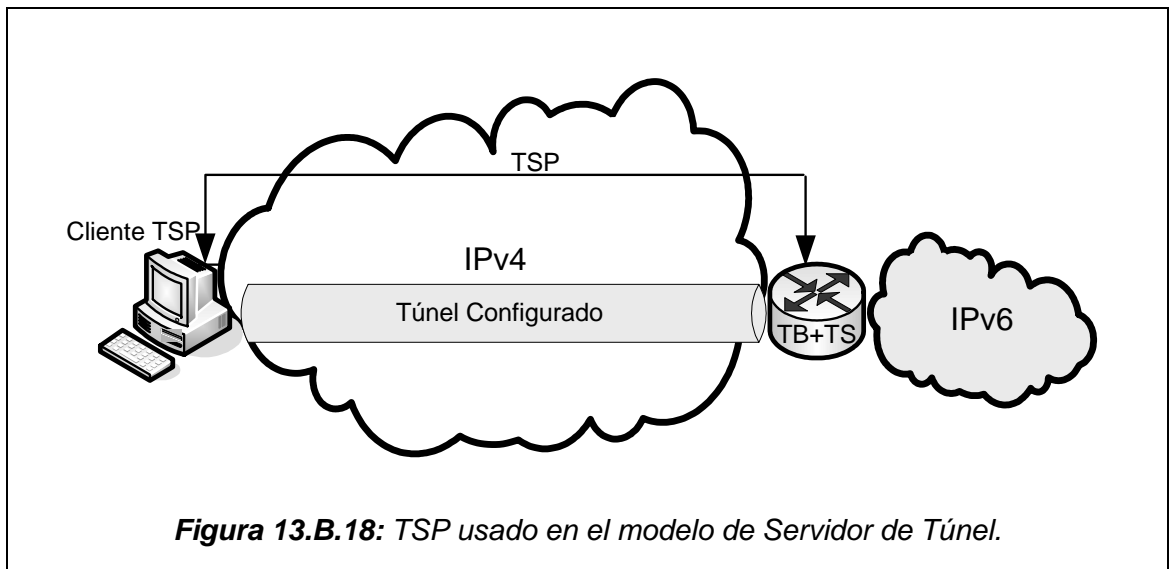 TSP
Cliente TSP
IPv4
Túnel Configurado
TB+TS
IPv6
Figura 13.B.18: TSP usado en el modelo de Servidor de Túnel.